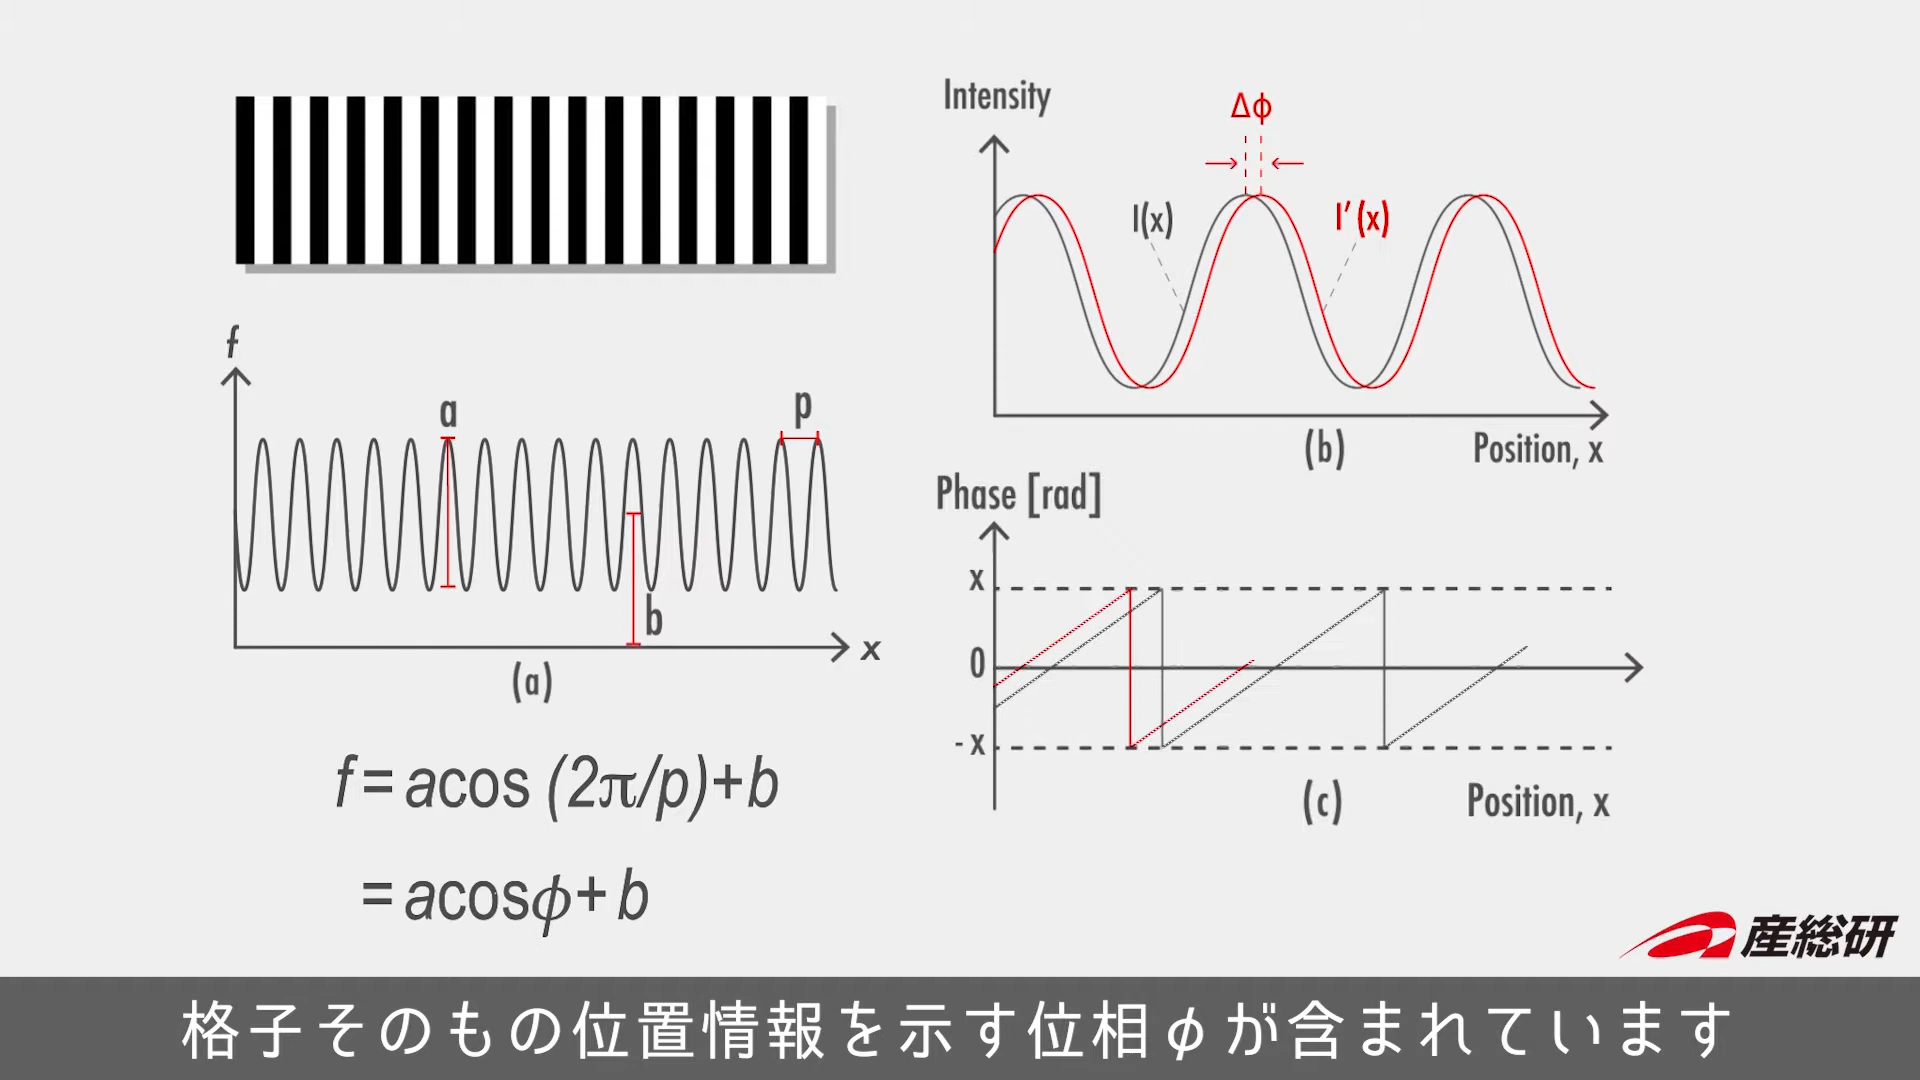 f
a
p
b
x
(a)
f = acos (2π/p)+b
= acosϕ+ b
Intensity
Δϕ
I(x)
I′(x)
(b)
Position, x
Phase [rad]
x
0
- x
(c)
Position, x
産総研
格子そのもの位置情報を示す位相φが含まれています